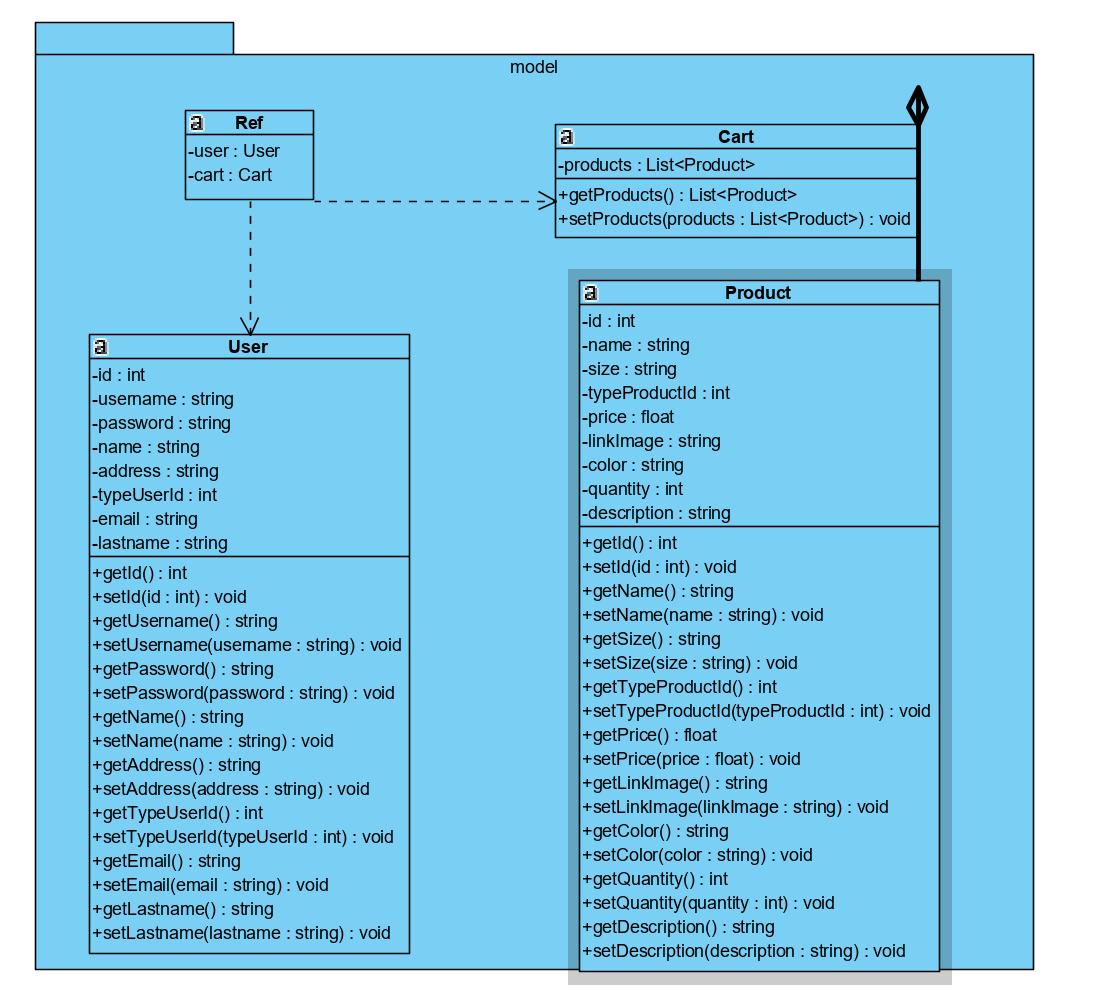 model
a Ref
-user : User
-cart : Cart
a Cart
-products : List<Product>
+getProducts() : List<Product>
+setProducts(products : List<Product>) : void
a User
-id : int
-username : string
-password : string
-name : string
-address : string
-typeUserId : int
-email : string
-lastname : string
+getId() : int
+setId(id : int) : void
+getUsername() : string
+setUsername(username : string) : void
+getPassword() : string
+setPassword(password : string) : void
+getName() : string
+setName(name : string) : void
+getAddress() : string
+setAddress(address : string) : void
+getTypeUserId() : int
+setTypeUserId(typeUserId : int) : void
+getEmail() : string
+setEmail(email : string) : void
+getLastname() : string
+setLastname(lastname : string) : void
a Product
-id : int
-name : string
-size : string
-typeProductId : int
-price : float
-linkImage : string
-color : string
-quantity : int
-description : string
+getId() : int
+setId(id : int) : void
+getName() : string
+setName(name : string) : void
+getSize() : string
+setSize(size : string) : void
+getTypeProductId() : int
+setTypeProductId(typeProductId : int) : void
+getPrice() : float
+setPrice(price : float) : void
+getLinkImage() : string
+setLinkImage(linkImage : string) : void
+getColor() : string
+setColor(color : string) : void
+getQuantity() : int
+setQuantity(quantity : int) : void
+getDescription() : string
+setDescription(description : string) : void